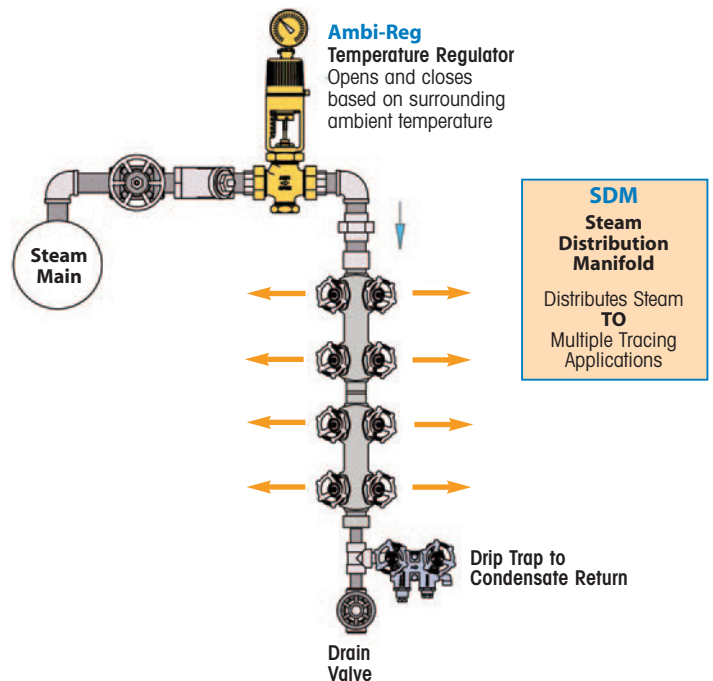 Ambi-Reg
Temperature Regulator
Opens and closes
based on surrounding
ambient temperature
Steam
Main
SDM
Steam
Distribution
Manifold
Distributes Steam
TO
Multiple Tracing
Applications
Drip Trap to
Condensate Return
Drain
Valve